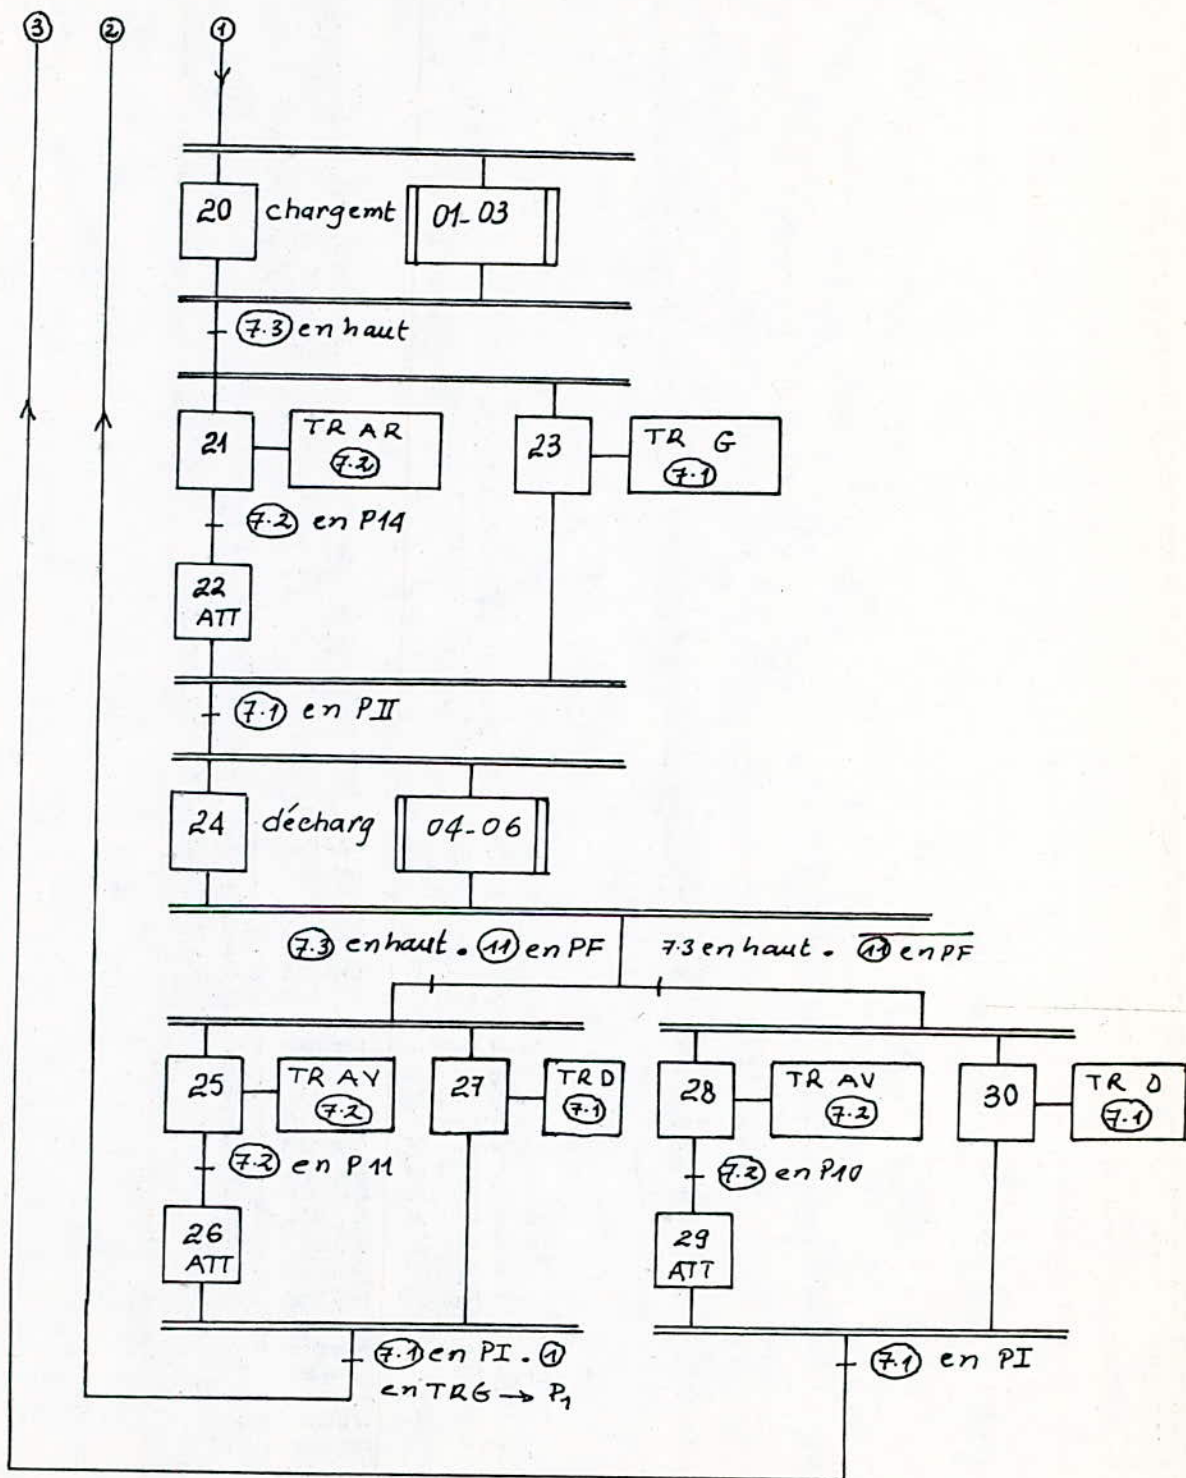 3 2 1
20 chargemt 01-03
7.3 en haut
21 TR AR 7.2 23 TR G 7.1
7.2 en P14
22 ATT
7.1 en PII
24 décharg 04-06
7.3 en haut . 11 en PF 7.3 en haut . 11 en PF
25 TR AV 7.2 27 TR D 7.1 28 TR AV 7.2 30 TR D 7.1
7.2 en P11 7.2 en P10
26 ATT 29 ATT
7.1 en PI . 1 7.1 en PI
en TRG → P1